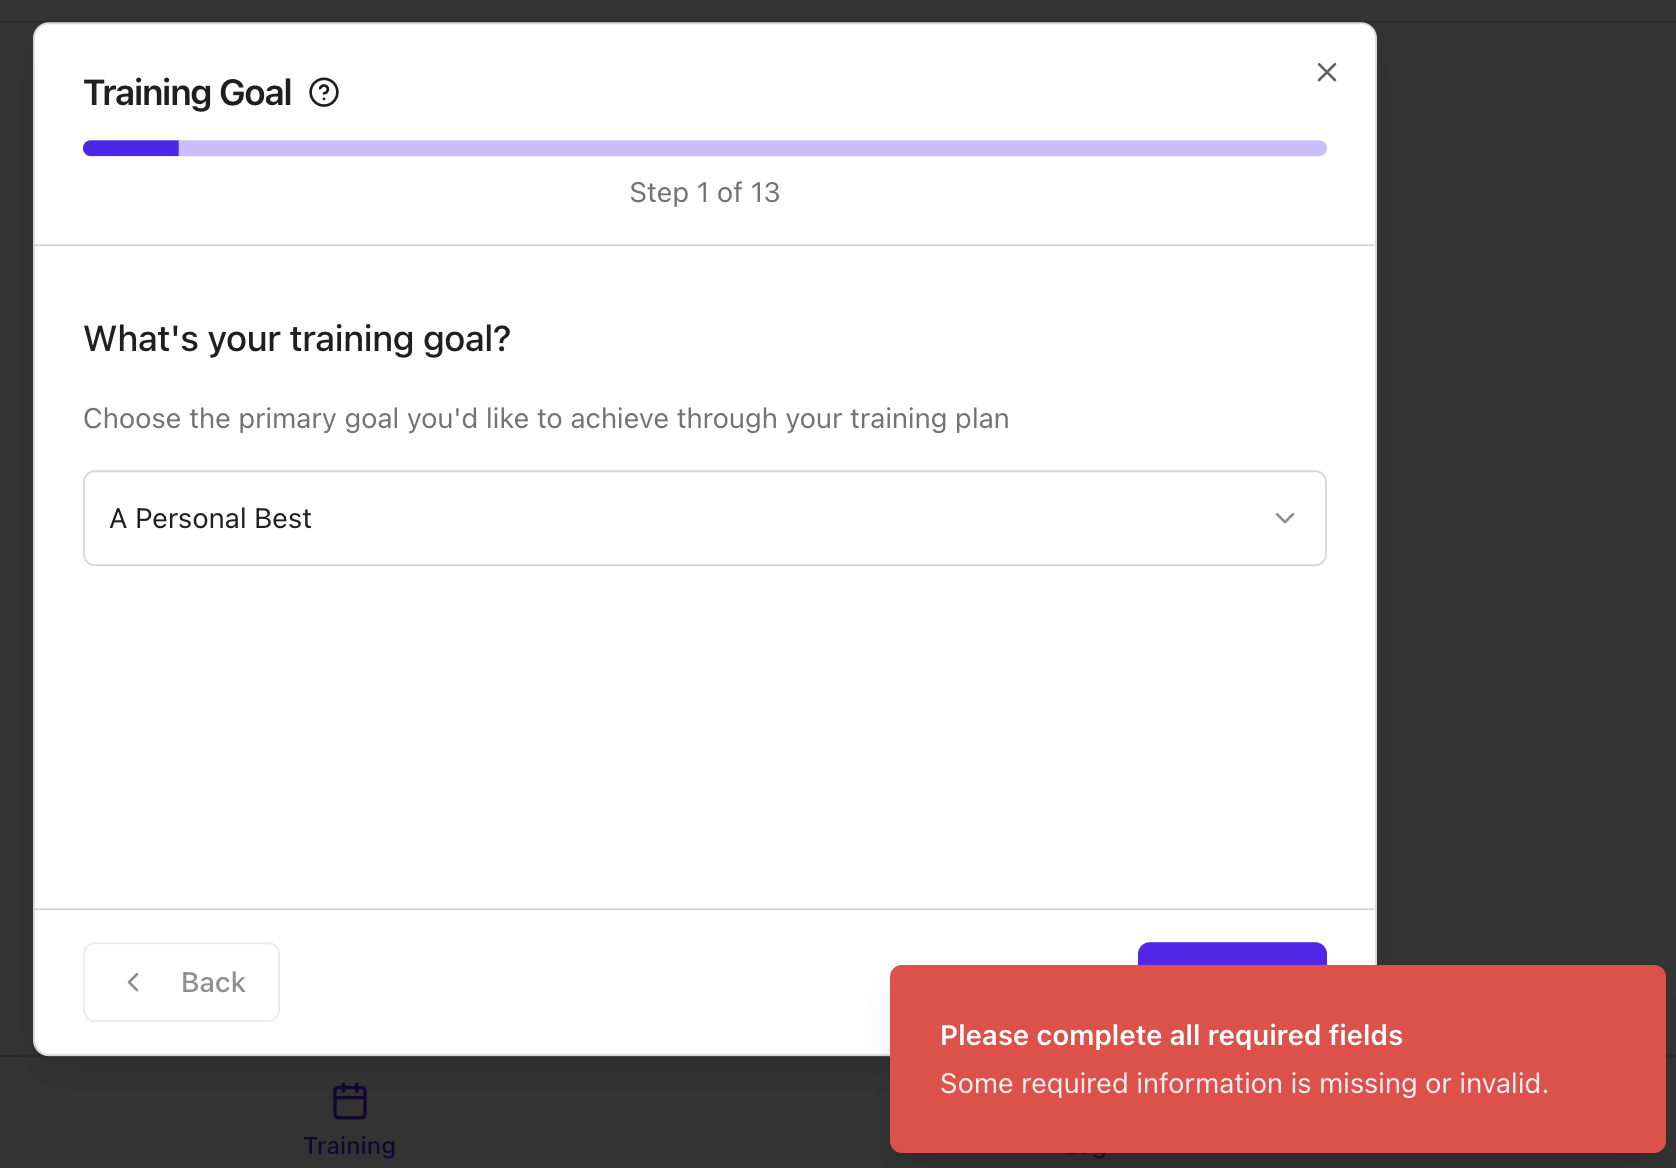 Training Goal
Step 1 of 13
What's your training goal?
Choose the primary goal you'd like to achieve through your training plan
A Personal Best
Back
Please complete all required fields
Some required information is missing or invalid.
Training